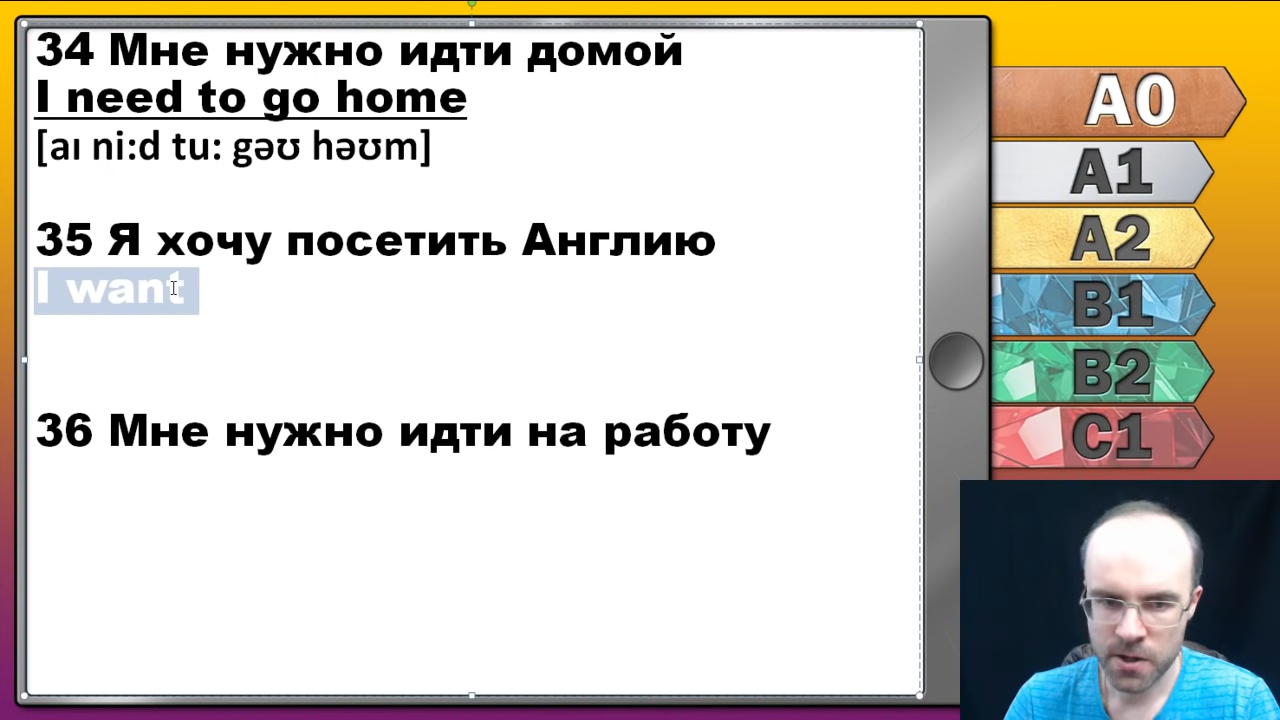 34 Мне нужно идти домой
I need to go home
[aɪ ni:d tu: gəʊ həʊm]
35 Я хочу посетить Англию
I want
36 Мне нужно идти на работу
A0
A1
A2
B1
B2
C1